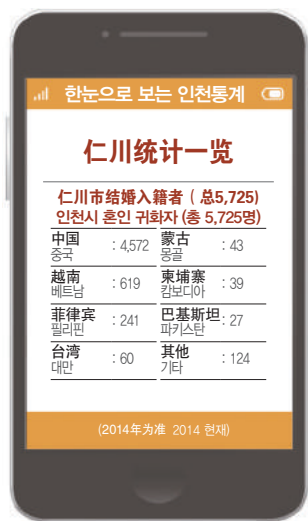 한눈으로 보는 인천통계
仁川统计一览
仁川市结婚入籍者 ( 总5,725)
인천시 혼인 귀화자 (총 5,725명)
中国 : 4,572 蒙古 : 43
중국 몽골
越南 : 619 柬埔寨 : 39
베트남 캄보디아
菲律宾 : 241 巴基斯坦 : 27
필리핀 파키스탄
台湾 : 60 其他 : 124
대만 기타
(2014年为准 2014 현재)